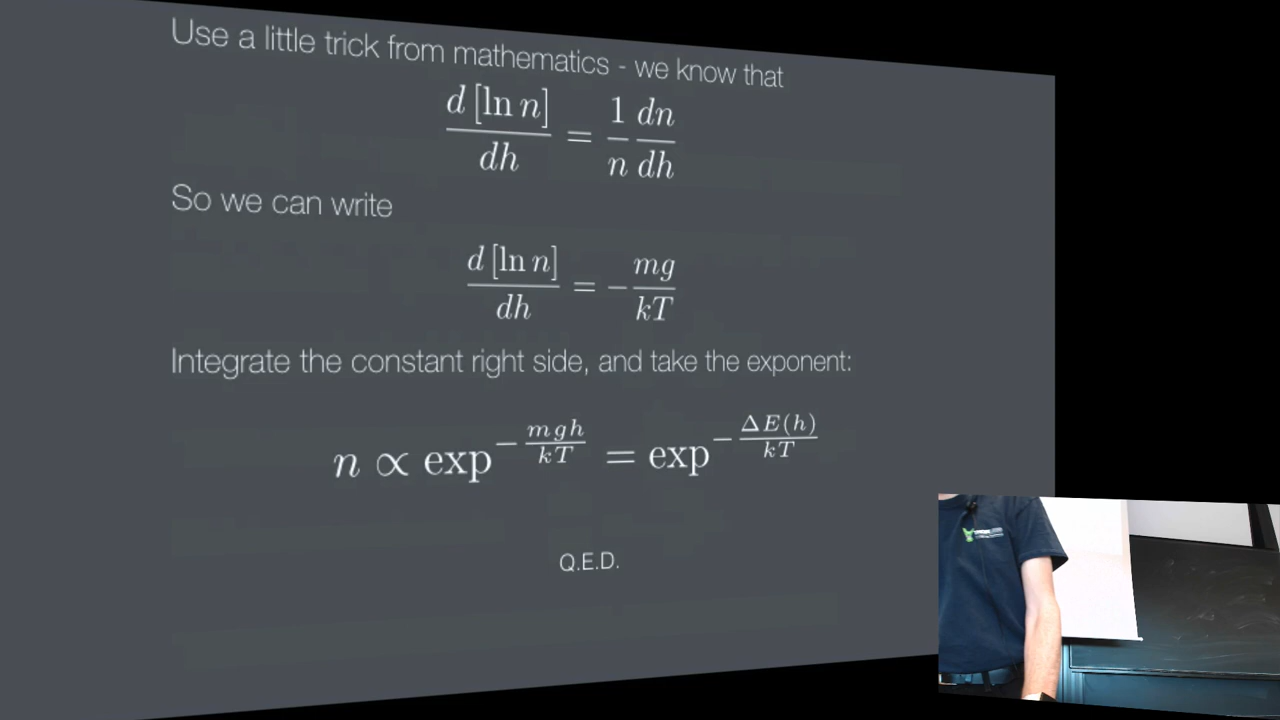 Use a little trick from mathematics - we know that
d [ln n] / dh = 1/n dn/dh
So we can write
d [ln n] / dh = - mg / kT
Integrate the constant right side, and take the exponent:
n ∝ exp^{- mgh / kT} = exp^{- ΔE(h) / kT}
Q.E.D.